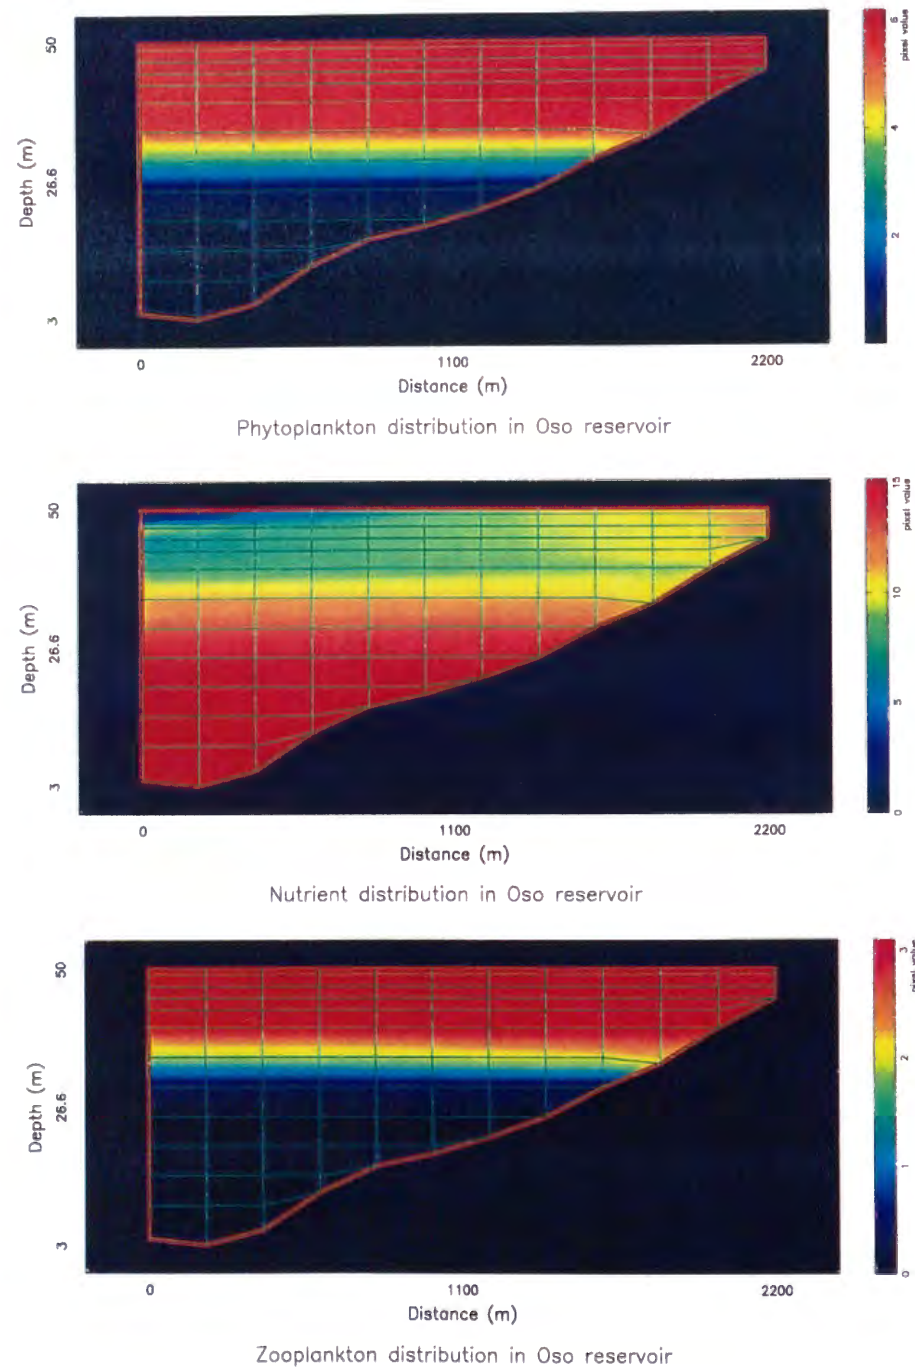 50
26.6
3
Depth (m)
0 1100 2200
Distance (m)
6
4
2
pixel value
Phytoplankton distribution in Oso reservoir
50
26.6
3
Depth (m)
0 1100 2200
Distance (m)
15
10
5
0
pixel value
Nutrient distribution in Oso reservoir
50
26.6
3
Depth (m)
0 1100 2200
Distance (m)
3
2
1
0
pixel value
Zooplankton distribution in Oso reservoir